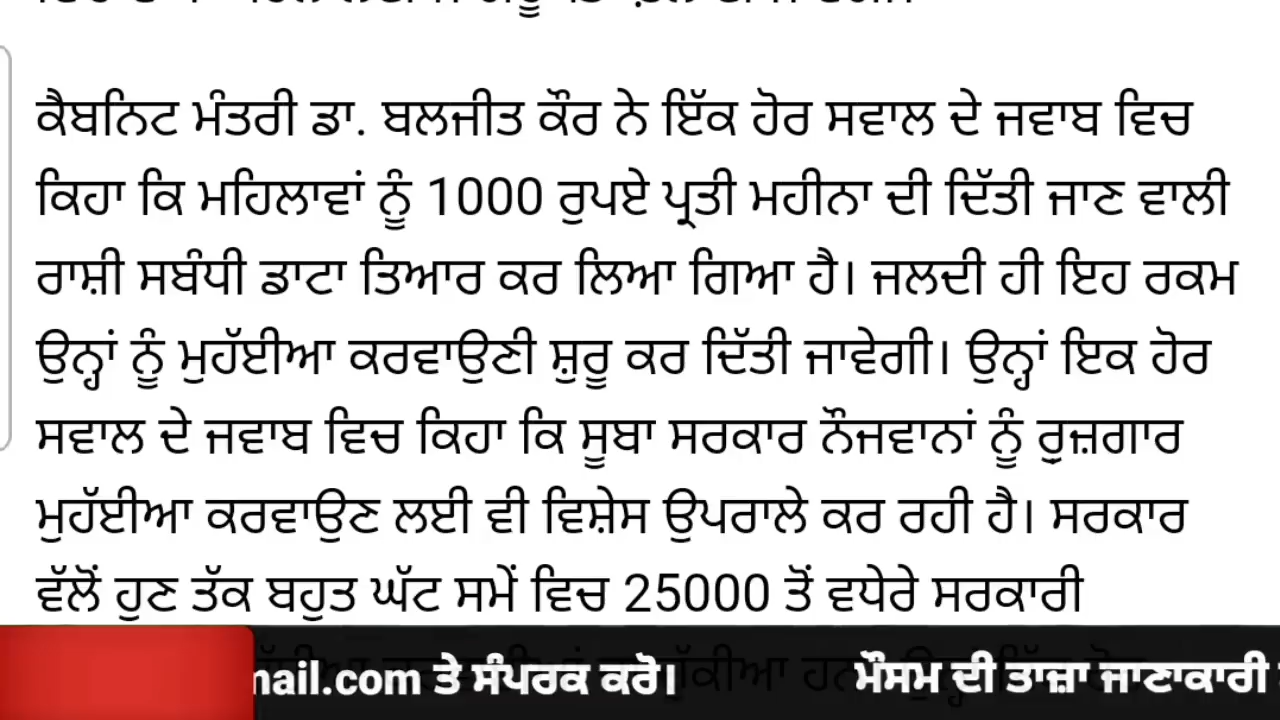 ਕੈਬਨਿਟ ਮੰਤਰੀ ਡਾ. ਬਲਜੀਤ ਕੌਰ ਨੇ ਇੱਕ ਹੋਰ ਸਵਾਲ ਦੇ ਜਵਾਬ ਵਿਚ
ਕਿਹਾ ਕਿ ਮਹਿਲਾਵਾਂ ਨੂੰ 1000 ਰੁਪਏ ਪ੍ਰਤੀ ਮਹੀਨਾ ਦੀ ਦਿੱਤੀ ਜਾਣ ਵਾਲੀ
ਰਾਸ਼ੀ ਸਬੰਧੀ ਡਾਟਾ ਤਿਆਰ ਕਰ ਲਿਆ ਗਿਆ ਹੈ। ਜਲਦੀ ਹੀ ਇਹ ਰਕਮ
ਉਨ੍ਹਾਂ ਨੂੰ ਮੁਹੱਈਆ ਕਰਵਾਉਣੀ ਸ਼ੁਰੂ ਕਰ ਦਿੱਤੀ ਜਾਵੇਗੀ। ਉਨ੍ਹਾਂ ਇਕ ਹੋਰ
ਸਵਾਲ ਦੇ ਜਵਾਬ ਵਿਚ ਕਿਹਾ ਕਿ ਸੂਬਾ ਸਰਕਾਰ ਨੌਜਵਾਨਾਂ ਨੂੰ ਰੁਜ਼ਗਾਰ
ਮੁਹੱਈਆ ਕਰਵਾਉਣ ਲਈ ਵੀ ਵਿਸ਼ੇਸ ਉਪਰਾਲੇ ਕਰ ਰਹੀ ਹੈ। ਸਰਕਾਰ
ਵੱਲੋਂ ਹੁਣ ਤੱਕ ਬਹੁਤ ਘੱਟ ਸਮੇਂ ਵਿਚ 25000 ਤੋਂ ਵਧੇਰੇ ਸਰਕਾਰੀ
mail.com ਤੇ ਸੰਪਰਕ ਕਰੋ। ਮੌਸਮ ਦੀ ਤਾਜ਼ਾ ਜਾਣਾਕਾਰੀ